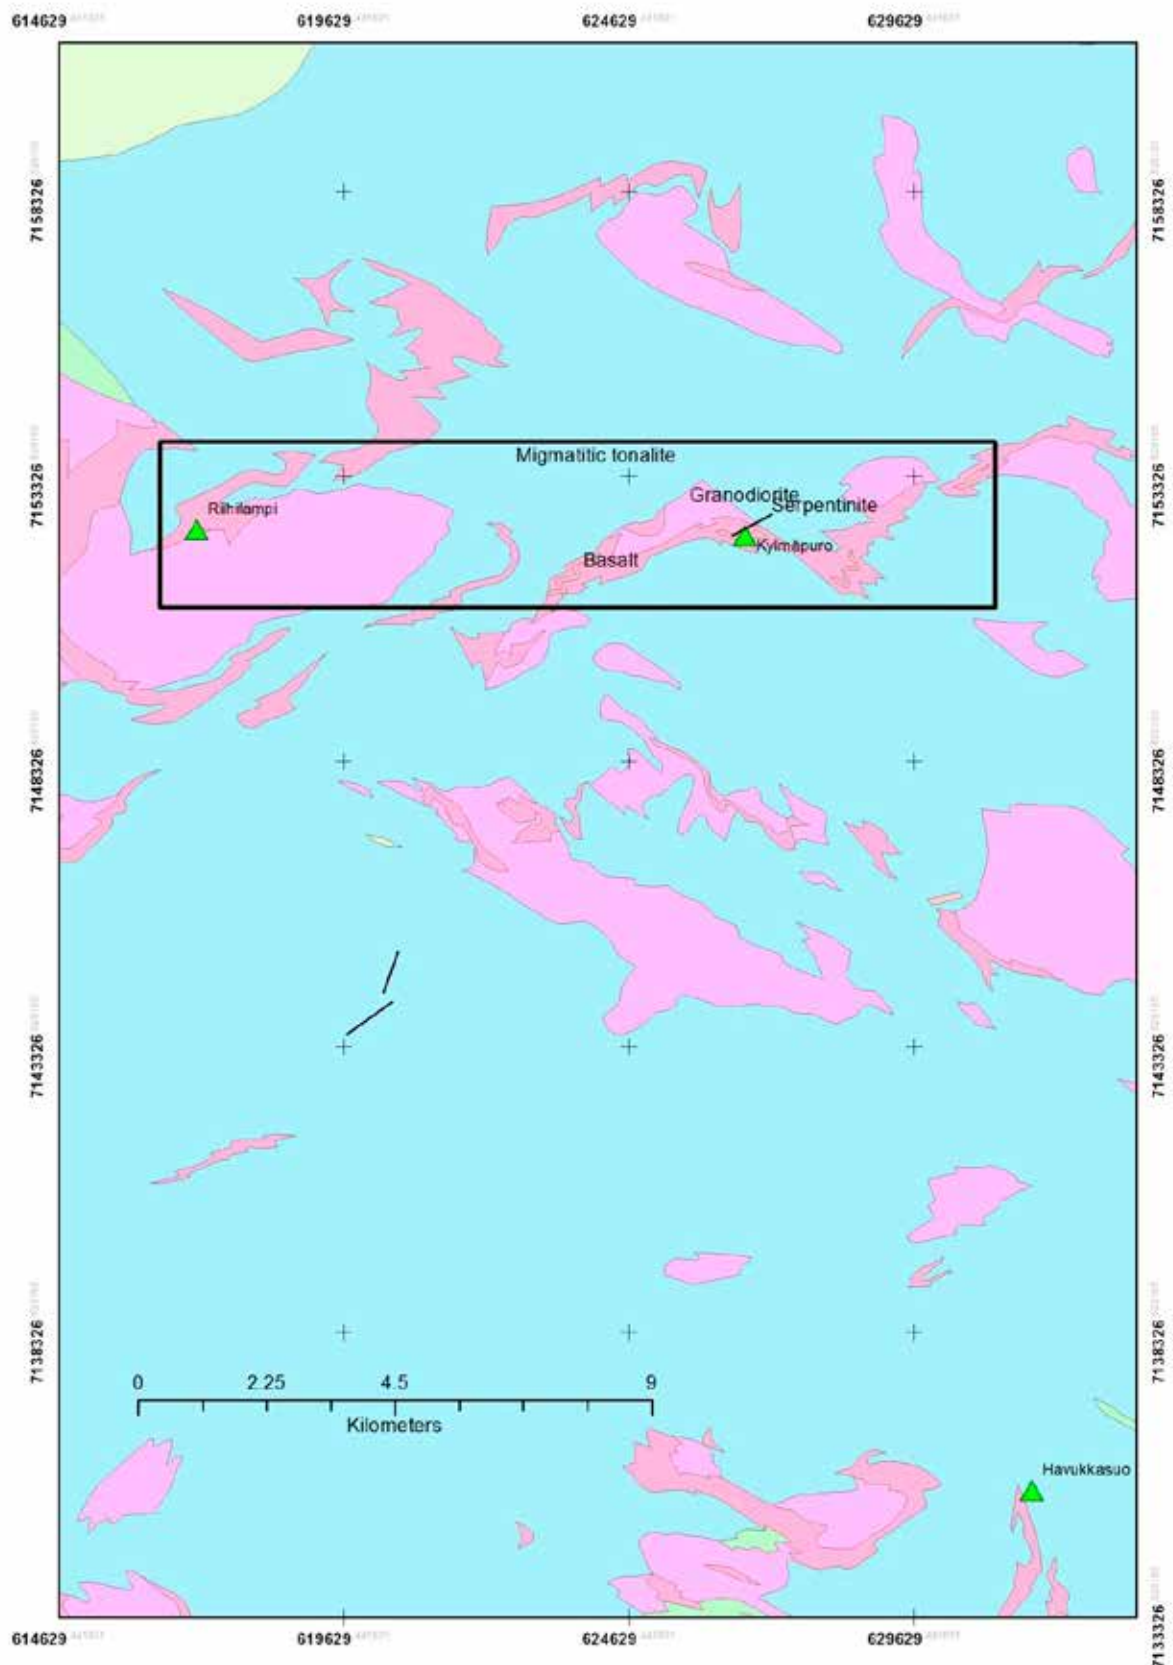 614629 619629 624629 629629
7158326 7158326
Migmatitic tonalite
7153326 7153326
Granodiorite
Riihilampi Serpentinite
Kylmäpuro
Basalt
7148326 7148326
7143326 7143326
7138326 7138326
0 2.25 4.5 9
Kilometers
Havukkasuo
7133326 7133326
614629 619629 624629 629629